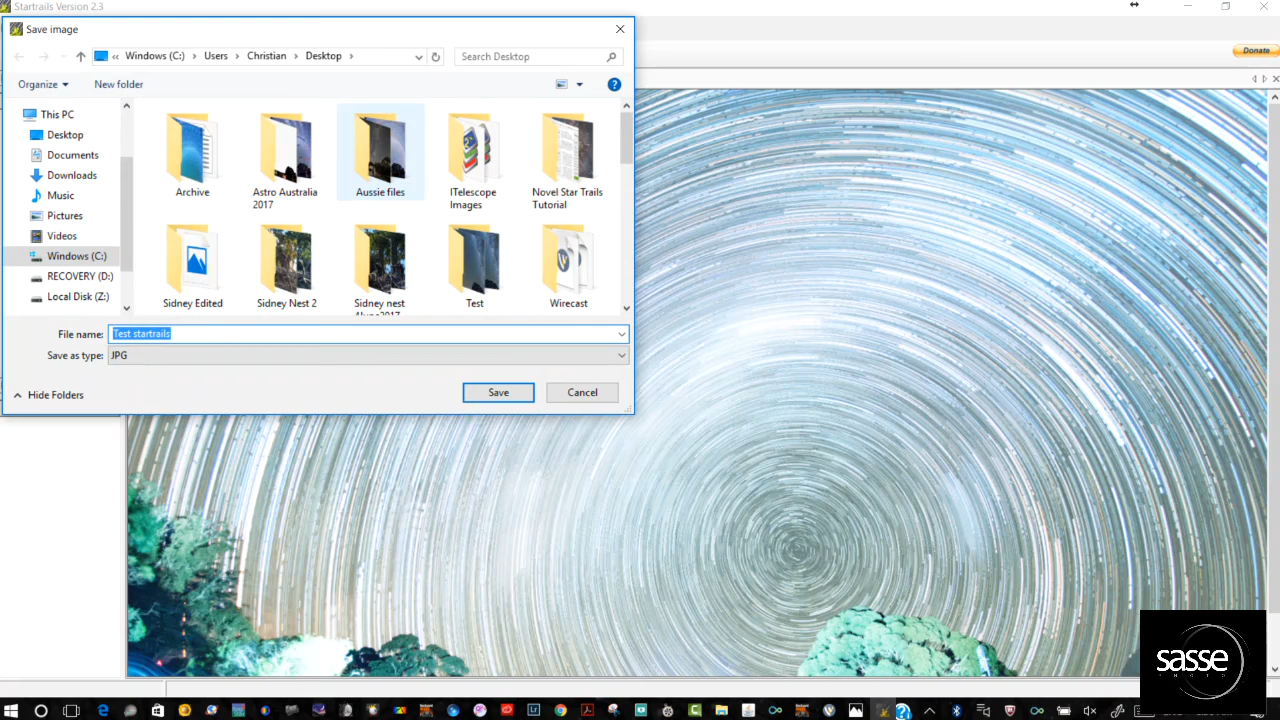 Startrails Version 2.3
Save image
« Windows (C:) › Users › Christian › Desktop ›
Search Desktop
Donate
Organize
New folder
This PC
Desktop
Documents
Downloads
Music
Pictures
Videos
Windows (C:)
RECOVERY (D:)
Local Disk (Z:)
Archive
Astro Australia
2017
Aussie files
ITelescope
Images
Novel Star Trails
Tutorial
Sidney Edited
Sidney Nest 2
Sidney nest
Test
Wirecast
File name: Test startrails
Save as type: JPG
Hide Folders
Save
Cancel
sasse
PHOTO